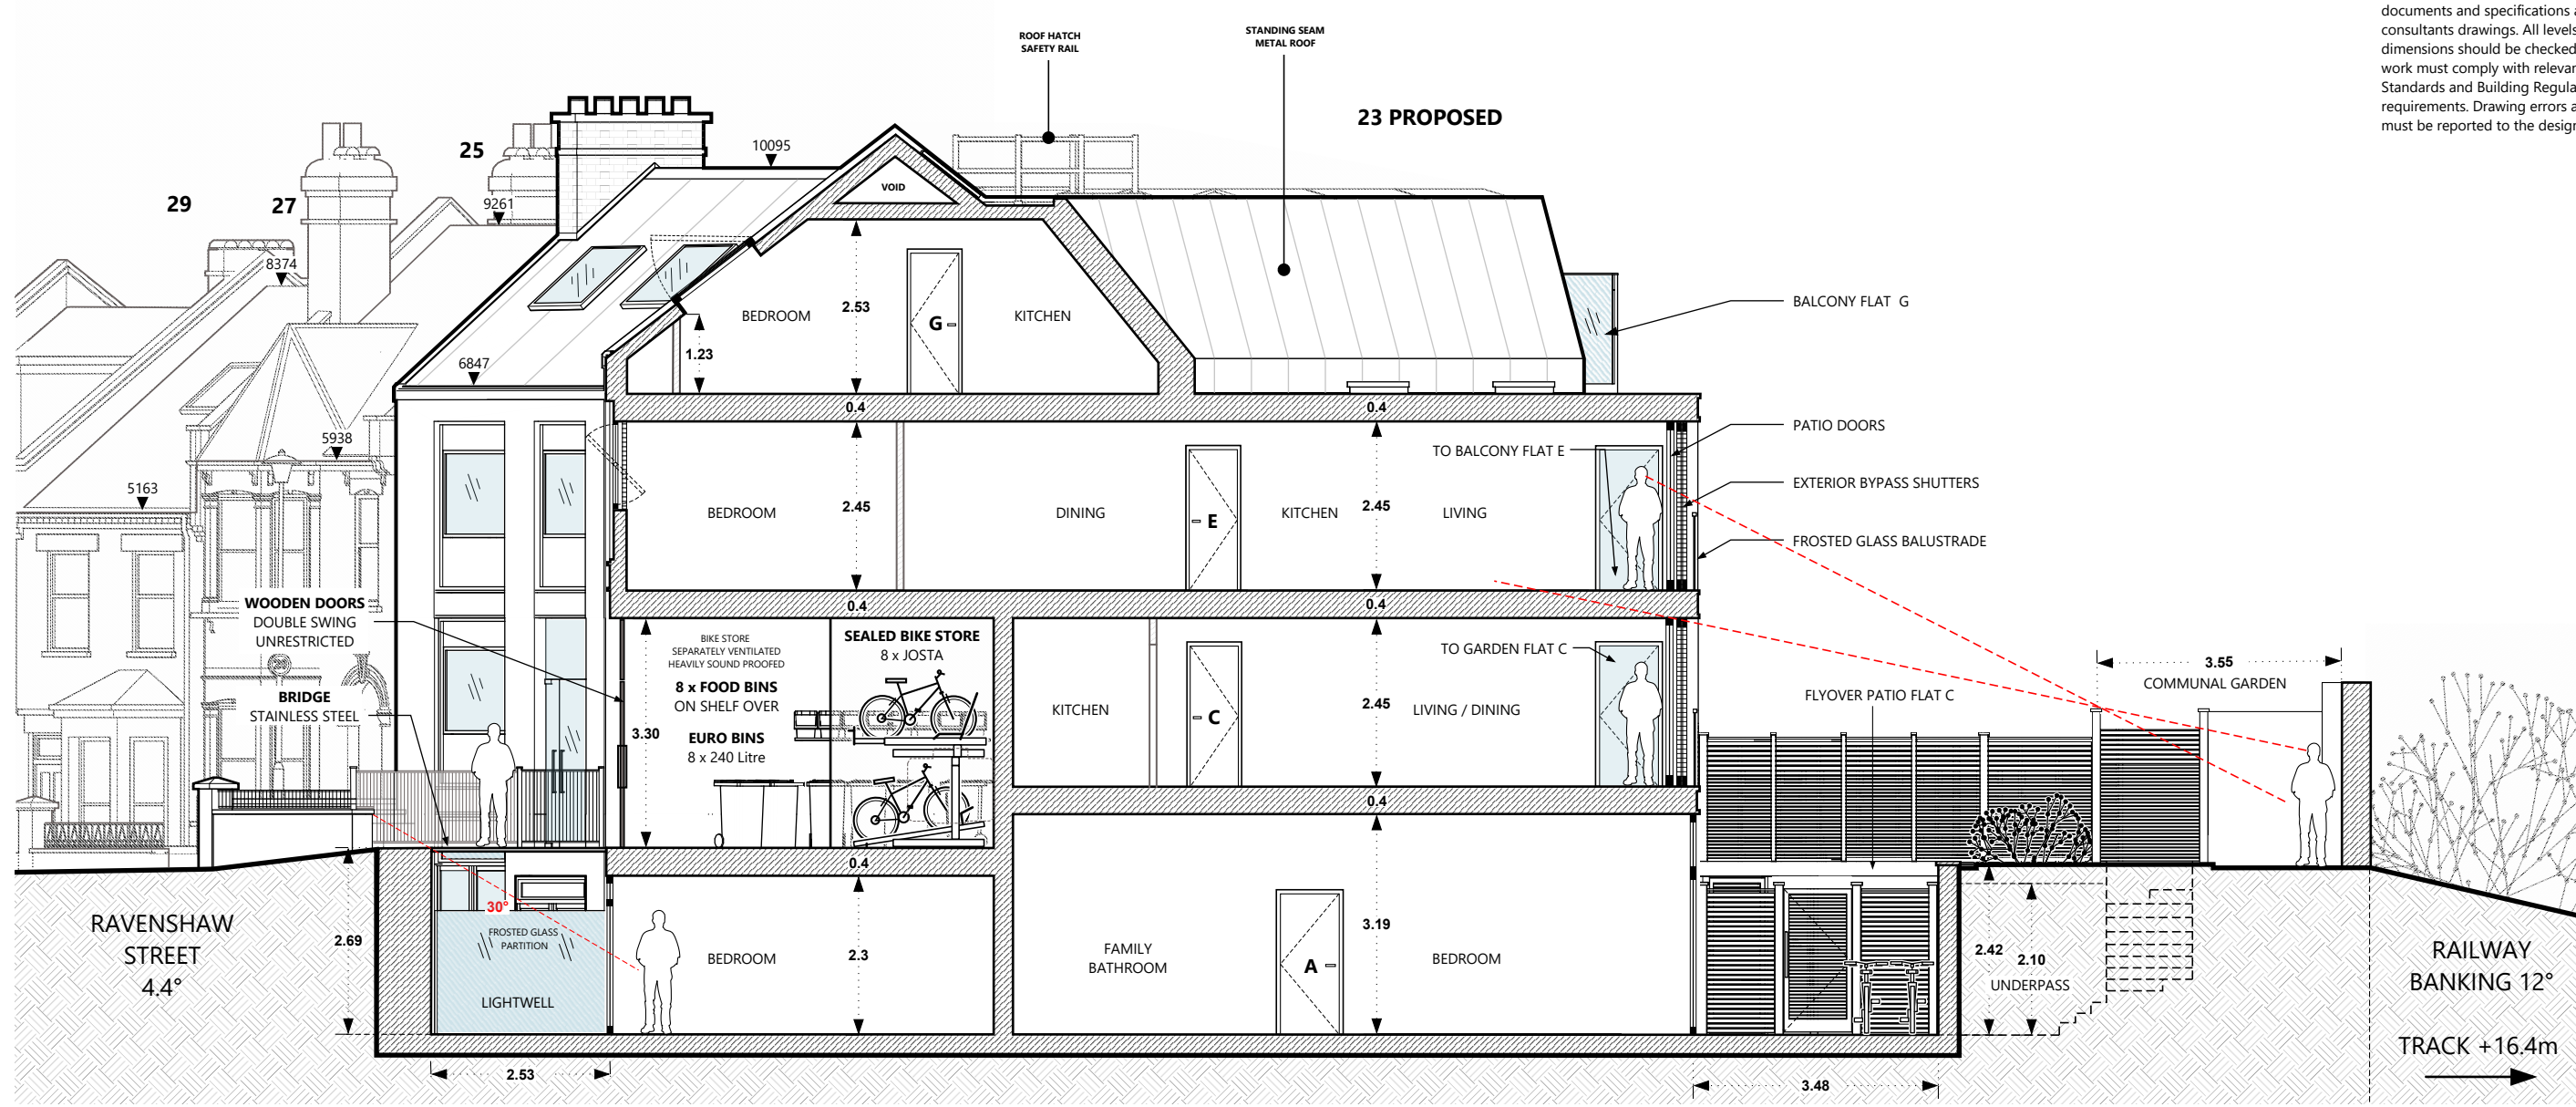 documents and specifications
consultants drawings. All levels
dimensions should be checked
work must comply with
Standards and Building
requirements. Drawing errors
must be reported to the
ROOF HATCH
SAFETY RAIL
STANDING SEAM
METAL ROOF
23 PROPOSED
25
10095
29
27
9261
8374
VOID
BEDROOM
2.53
G
KITCHEN
BALCONY FLAT G
1.23
6847
0.4
0.4
PATIO DOORS
5938
TO BALCONY FLAT E
5163
EXTERIOR BYPASS SHUTTERS
BEDROOM
2.45
DINING
E
KITCHEN
2.45
LIVING
FROSTED GLASS BALUSTRADE
WOODEN DOORS
DOUBLE SWING
UNRESTRICTED
0.4
0.4
BIKE STORE
SEPARATELY VENTILATED
HEAVILY SOUND PROOFED
8 x FOOD BINS
ON SHELF OVER
EURO BINS
8 x 240 Litre
SEALED BIKE STORE
8 x JOSTA
TO GARDEN FLAT C
3.55
COMMUNAL GARDEN
BRIDGE
STAINLESS STEEL
3.30
KITCHEN
C
2.45
LIVING / DINING
FLYOVER PATIO FLAT C
0.4
0.4
RAVENSHAW
STREET
4.4°
2.69
30°
FROSTED GLASS
PARTITION
LIGHTWELL
BEDROOM
2.3
FAMILY
BATHROOM
A
3.19
BEDROOM
2.42
2.10
UNDERPASS
RAILWAY
BANKING 12°
TRACK +16.4m
2.53
3.48